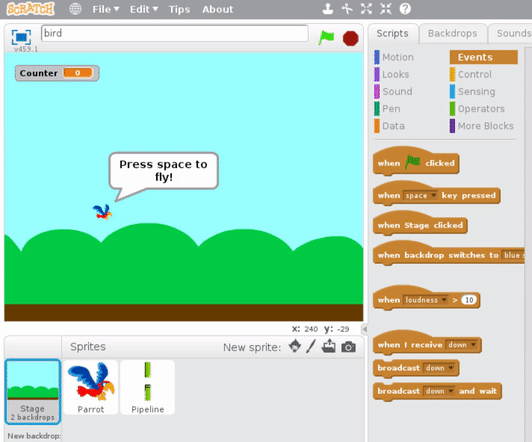 SCRATCH
File Edit Tips About
bird
v459.1
Counter 0
Press space to
fly!
x: 240 y: -29
Sprites New sprite:
Stage
2 backdrops
Parrot
Pipeline
New backdrop:
Scripts Backdrops Sounds
Motion Events
Looks Control
Sound Sensing
Pen Operators
Data More Blocks
when clicked
when space key pressed
when Stage clicked
when backdrop switches to blue
when loudness > 10
when I receive down
broadcast down
broadcast down and wait